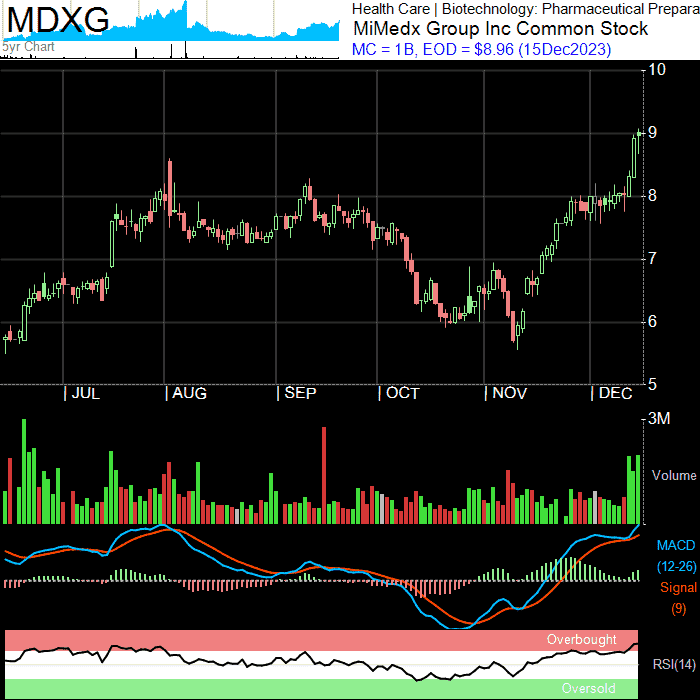 MDXG
5yr Chart
Health Care | Biotechnology: Pharmaceutical Prepara
MiMedx Group Inc Common Stock
MC = 1B, EOD = $8.96 (15Dec2023)
10
9
8
7
6
5
| JUL | AUG | SEP | OCT | NOV | DEC
3M
Volume
MACD
(12-26)
Signal
(9)
Overbought
RSI(14)
Oversold